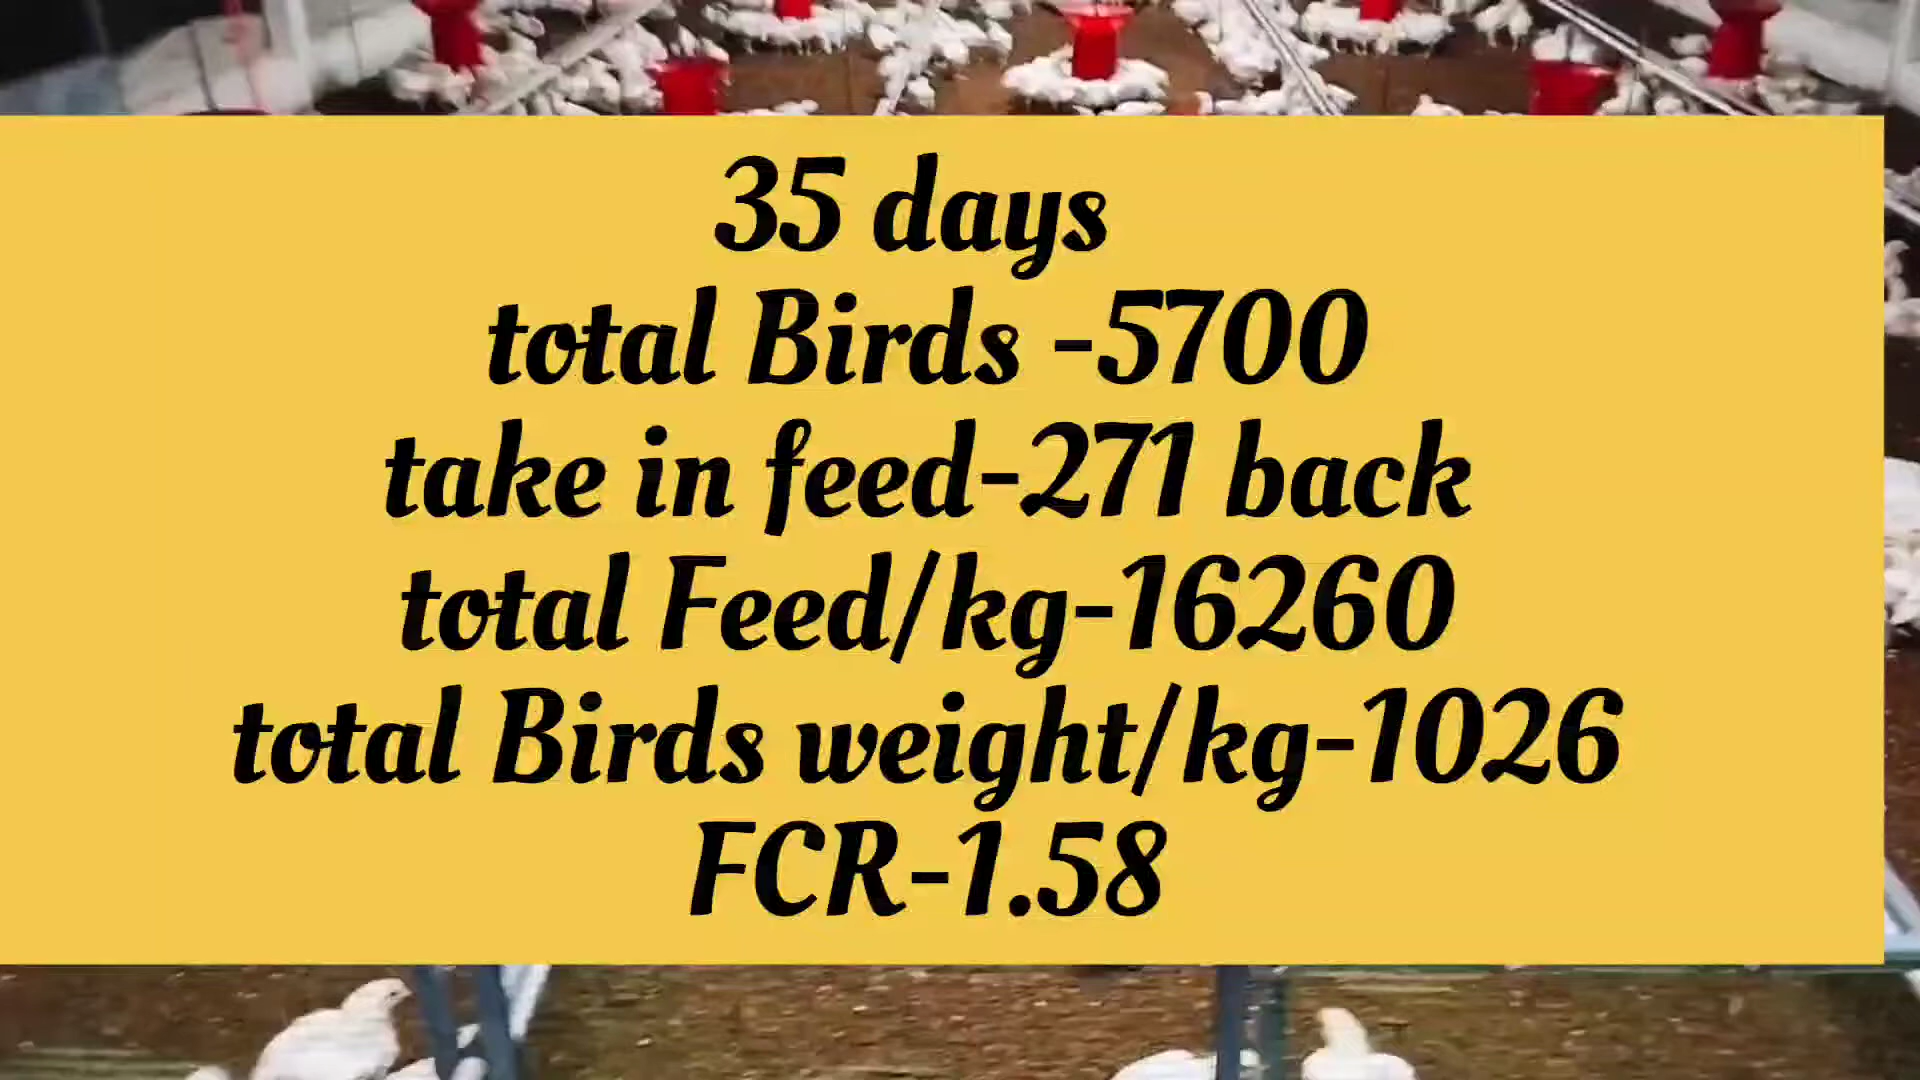 35 days
total Birds -5700
take in feed-271 back
total Feed/kg-16260
total Birds weight/kg-1026
FCR-1.58